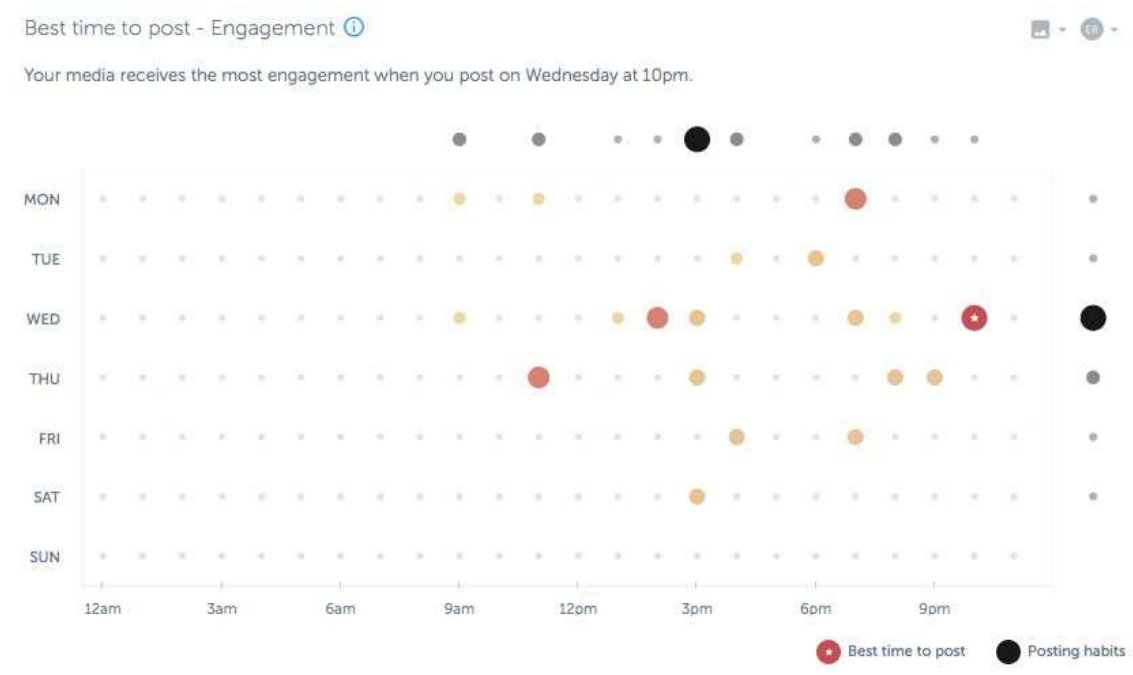 Best time to post - Engagement
ER
Your media receives the most engagement when you post on Wednesday at 10pm.
MON
TUE
WED
THU
FRI
SAT
SUN
12am 3am 6am 9am 12pm 3pm 6pm 9pm
Best time to post Posting habits